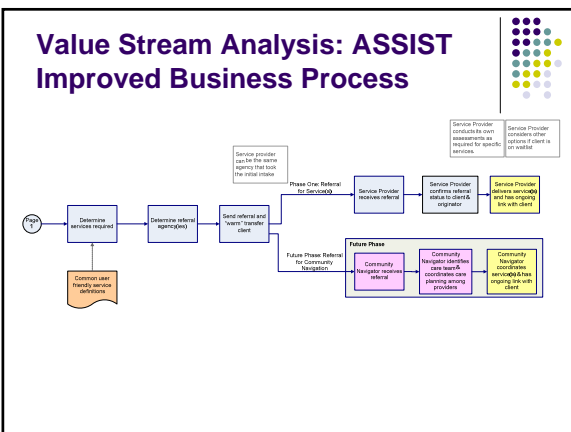 Value Stream Analysis: ASSIST
Improved Business Process
Service Provider
conducts its own
assessments as
required for specific
services.
Service Provider
considers other
options if client is
on waitlist
Service provider
can be the same
agency that took
the initial intake
Phase One: Referral
for Service(s)
Service Provider
receives referral
Service Provider
confirms referral
status to client &
originator
Service Provider
delivers service(s)
and has ongoing
link with client
Page
1
Determine
services required
Determine referral
agency(ies)
Send referral and
"warm" transfer
client
Future Phase: Referral
for Community
Navigation
Future Phase
Community
Navigator receives
referral
Community
Navigator identifies
care team &
coordinates care
planning among
providers
Community
Navigator
coordinates
service(s) & has
ongoing link with
client
Common user
friendly service
definitions